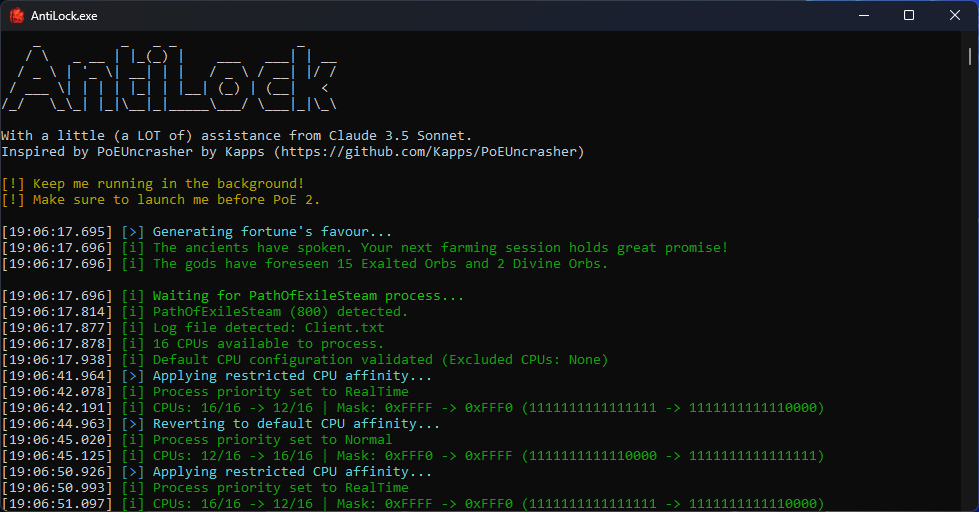 AntiLock.exe
AntiLock
With a little (a LOT of) assistance from Claude 3.5 Sonnet.
Inspired by PoEUncrasher by Kapps (https://github.com/Kapps/PoEUncrasher)
[!] Keep me running in the background!
[!] Make sure to launch me before PoE 2.
[19:06:17.695] [>] Generating fortune's favour...
[19:06:17.696] [i] The ancients have spoken. Your next farming session holds great promise!
[19:06:17.696] [i] The gods have foreseen 15 Exalted Orbs and 2 Divine Orbs.
[19:06:17.696] [i] Waiting for PathOfExileSteam process...
[19:06:17.814] [i] PathOfExileSteam (800) detected.
[19:06:17.877] [i] Log file detected: Client.txt
[19:06:17.878] [i] 16 CPUs available to process.
[19:06:17.938] [i] Default CPU configuration validated (Excluded CPUs: None)
[19:06:41.964] [>] Applying restricted CPU affinity...
[19:06:42.078] [i] Process priority set to RealTime
[19:06:42.191] [i] CPUs: 16/16 -> 12/16 | Mask: 0xFFFF -> 0xFFF0 (1111111111111111 -> 1111111111110000)
[19:06:44.963] [>] Reverting to default CPU affinity...
[19:06:45.020] [i] Process priority set to Normal
[19:06:45.125] [i] CPUs: 12/16 -> 16/16 | Mask: 0xFFF0 -> 0xFFFF (1111111111110000 -> 1111111111111111)
[19:06:50.926] [>] Applying restricted CPU affinity...
[19:06:50.993] [i] Process priority set to RealTime
[19:06:51.097] [i] CPUs: 16/16 -> 12/16 | Mask: 0xFFFF -> 0xFFF0 (1111111111111111 -> 1111111111110000)